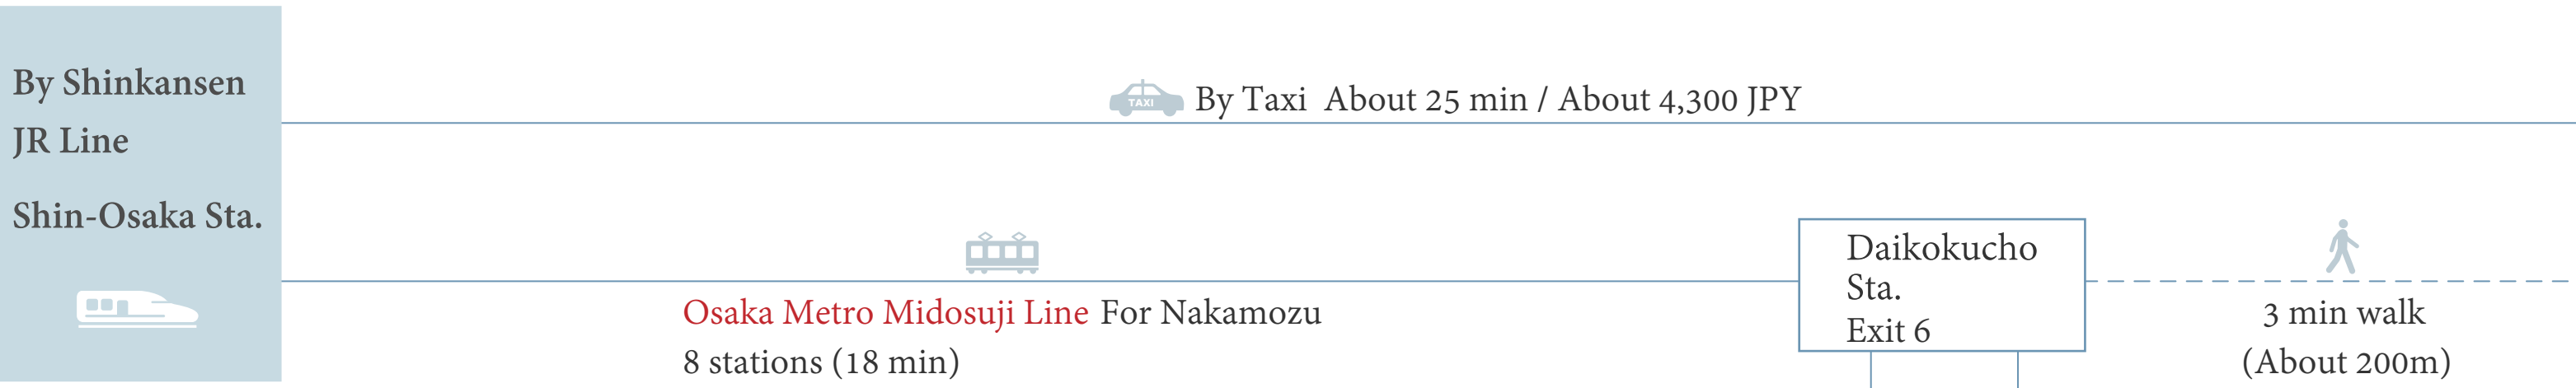 By Shinkansen
JR Line
Shin-Osaka Sta.
TAXI
By Taxi About 25 min / About 4,300 JPY
Osaka Metro Midosuji Line For Nakamozu
8 stations (18 min)
Daikokucho
Sta.
Exit 6
3 min walk
(About 200m)